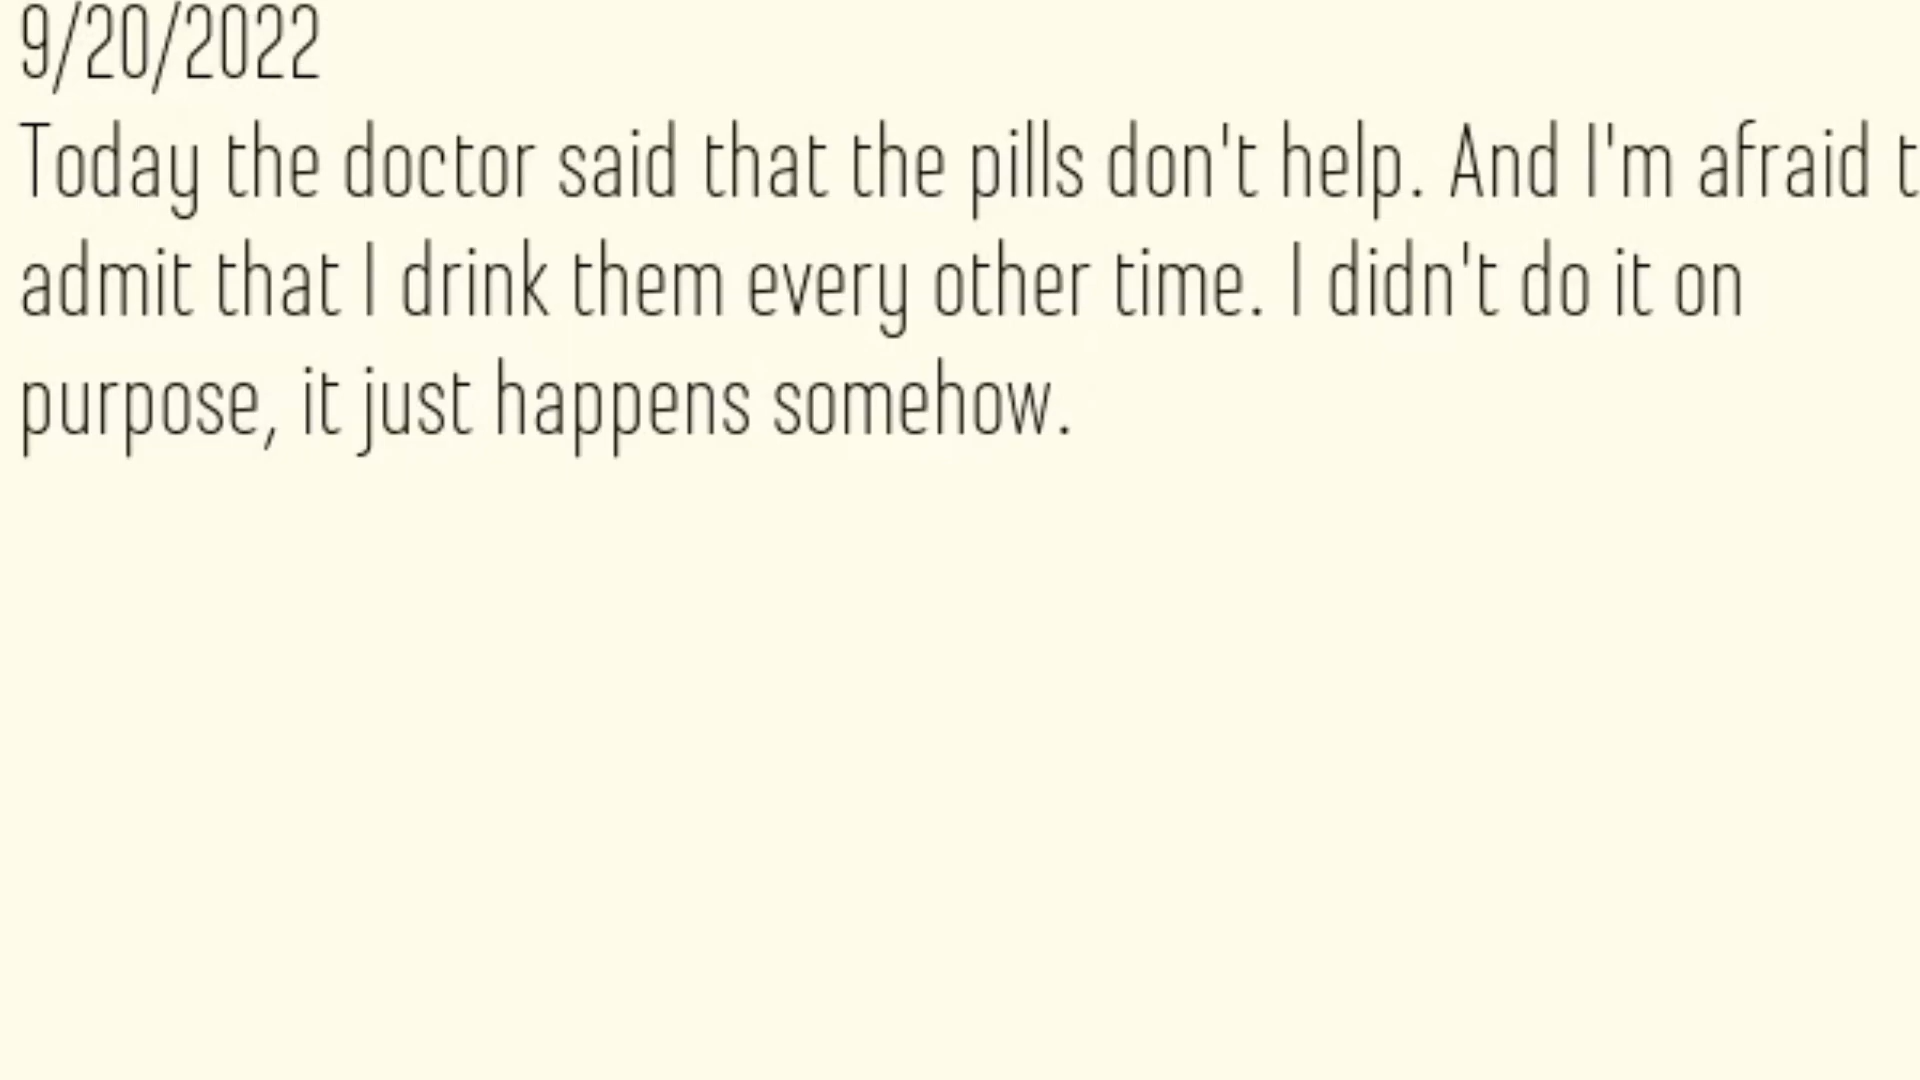 9/20/2022
Today the doctor said that the pills don't help. And I'm afraid t
admit that I drink them every other time. I didn't do it on
purpose, it just happens somehow.